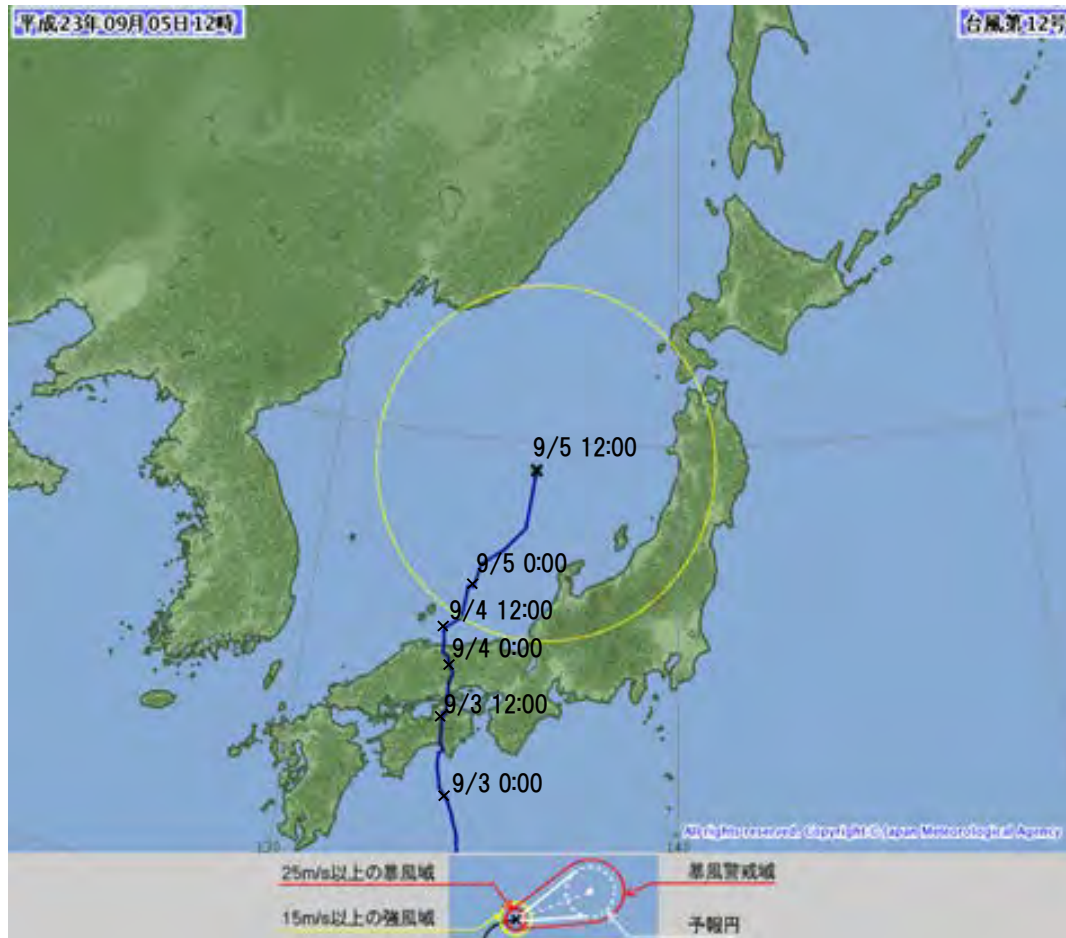 平成23年09月05日12時
台風第12号
9/5 12:00
9/5 0:00
9/4 12:00
9/4 0:00
9/3 12:00
9/3 0:00
All rights reserved. Copyright © Japan Meteorological Agency
130
140
25m/s以上の暴風域
暴風警戒域
15m/s以上の強風域
予報円